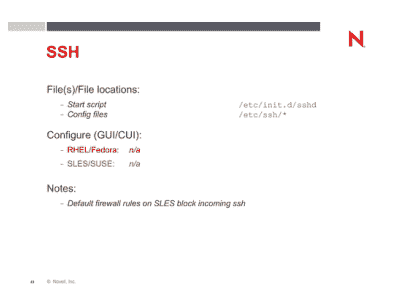 N
SSH
File(s)/File locations:
– Start script /etc/init.d/sshd
– Config files /etc/ssh/*
Configure (GUI/CUI):
– RHEL/Fedora: n/a
– SLES/SUSE: n/a
Notes:
– Default firewall rules on SLES block incoming ssh
© Novell, Inc.